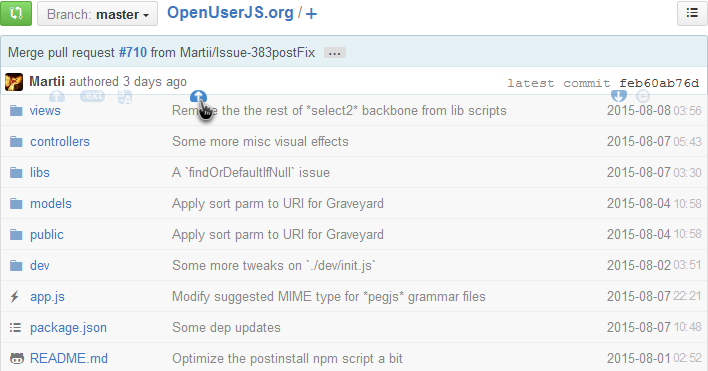 Branch: master OpenUserJS.org / +
Merge pull request #710 from Martii/Issue-383postFix ...
Martii authored 3 days ago latest commit feb60ab76d
.ext
views Remove the the rest of *select2* backbone from lib scripts 2015-08-08 03:56
controllers Some more misc visual effects 2015-08-07 05:43
libs A `findOrDefaultIfNull` issue 2015-08-07 03:30
models Apply sort parm to URI for Graveyard 2015-08-04 10:58
public Apply sort parm to URI for Graveyard 2015-08-04 10:58
dev Some more tweaks on `./dev/init.js` 2015-08-02 03:51
app.js Modify suggested MIME type for *pegjs* grammar files 2015-08-07 22:21
package.json Some dep updates 2015-08-07 10:48
README.md Optimize the postinstall npm script a bit 2015-08-01 02:52